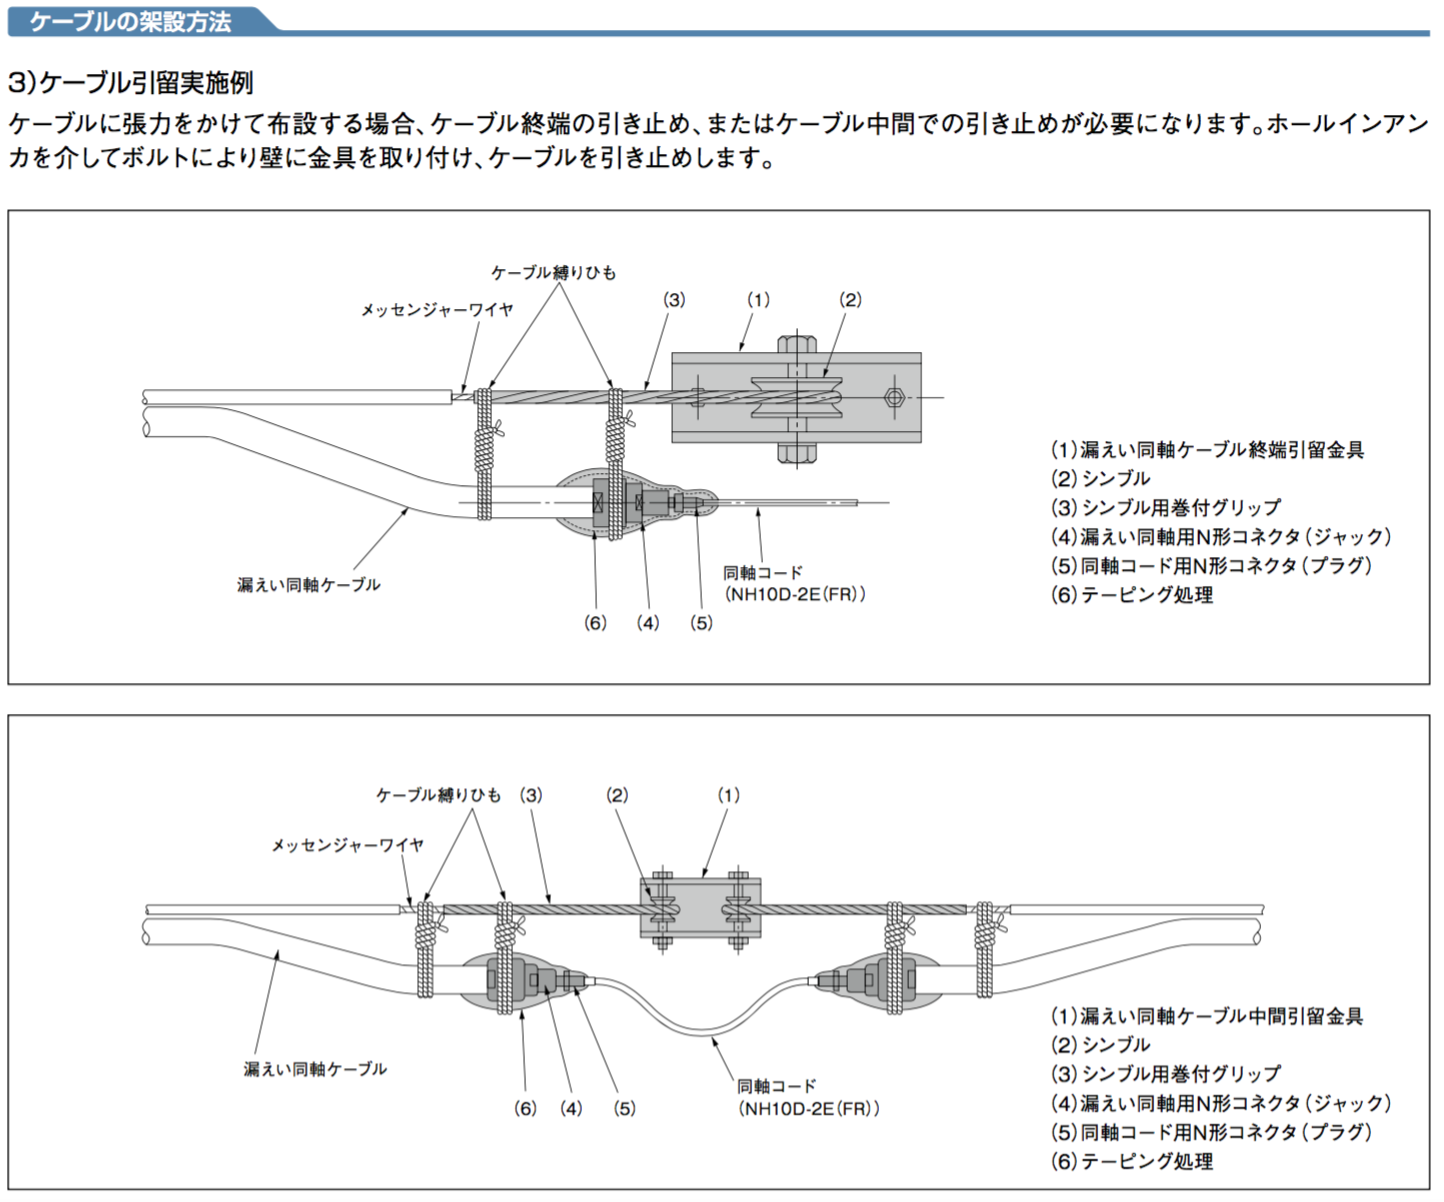 ケーブルの架設方法
3)ケーブル引留実施例
ケーブルに張力をかけて布設する場合、ケーブル終端の引き止め、またはケーブル中間での引き止めが必要になります。ホールインアン
カを介してボルトにより壁に金具を取り付け、ケーブルを引き止めします。
ケーブル縛りひも
メッセンジャーワイヤ
(3)
(1)
(2)
漏えい同軸ケーブル
同軸コード
(NH10D-2E(FR))
(6)
(4)
(5)
(1)漏えい同軸ケーブル終端引留金具
(2)シンブル
(3)シンブル用巻付グリップ
(4)漏えい同軸用N形コネクタ(ジャック)
(5)同軸コード用N形コネクタ(プラグ)
(6)テーピング処理
ケーブル縛りひも
(3)
(2)
(1)
メッセンジャーワイヤ
漏えい同軸ケーブル
同軸コード
(NH10D-2E(FR))
(6)
(4)
(5)
(1)漏えい同軸ケーブル中間引留金具
(2)シンブル
(3)シンブル用巻付グリップ
(4)漏えい同軸用N形コネクタ(ジャック)
(5)同軸コード用N形コネクタ(プラグ)
(6)テーピング処理